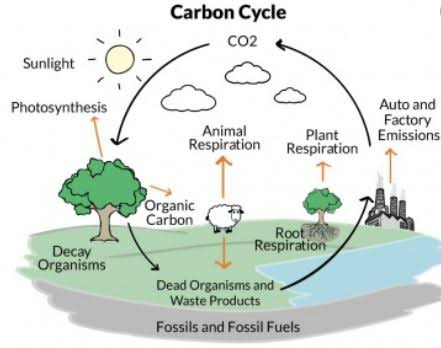 Carbon Cycle
CO2
Sunlight
Photosynthesis
Auto and
Factory
Emissions
Animal
Respiration
Plant
Respiration
Organic
Carbon
Root
Respiration
Decay
Organisms
Dead Organisms and
Waste Products
Fossils and Fossil Fuels